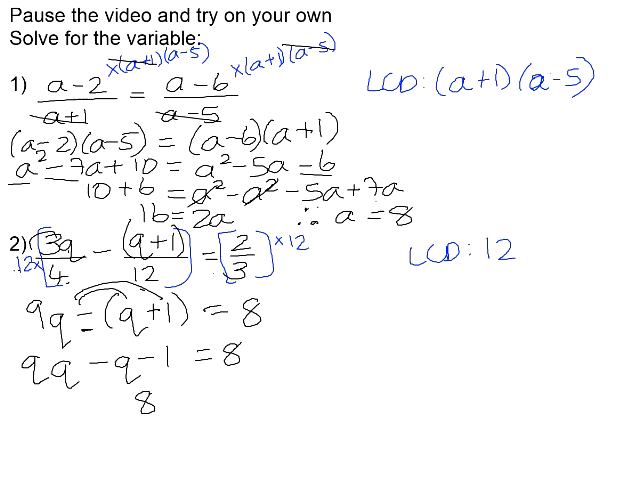 Pause the video and try on your own
Solve for the variable:
x(a+1)(a-5) x(a+1)(a-5)
1) a-2/a+1 = a-6/a-5 LCD: (a+1)(a-5)
(a-2)(a-5) = (a-6)(a+1)
a²-7a+10 = a²-5a-6
10+6 = a²-a²-5a+7a
16=2a ∴ a=8
2) 12x[3q/4 - (q+1)/12] = [2/3]x12 LCD: 12
9q-(q+1) = 8
9q-q-1 = 8
8